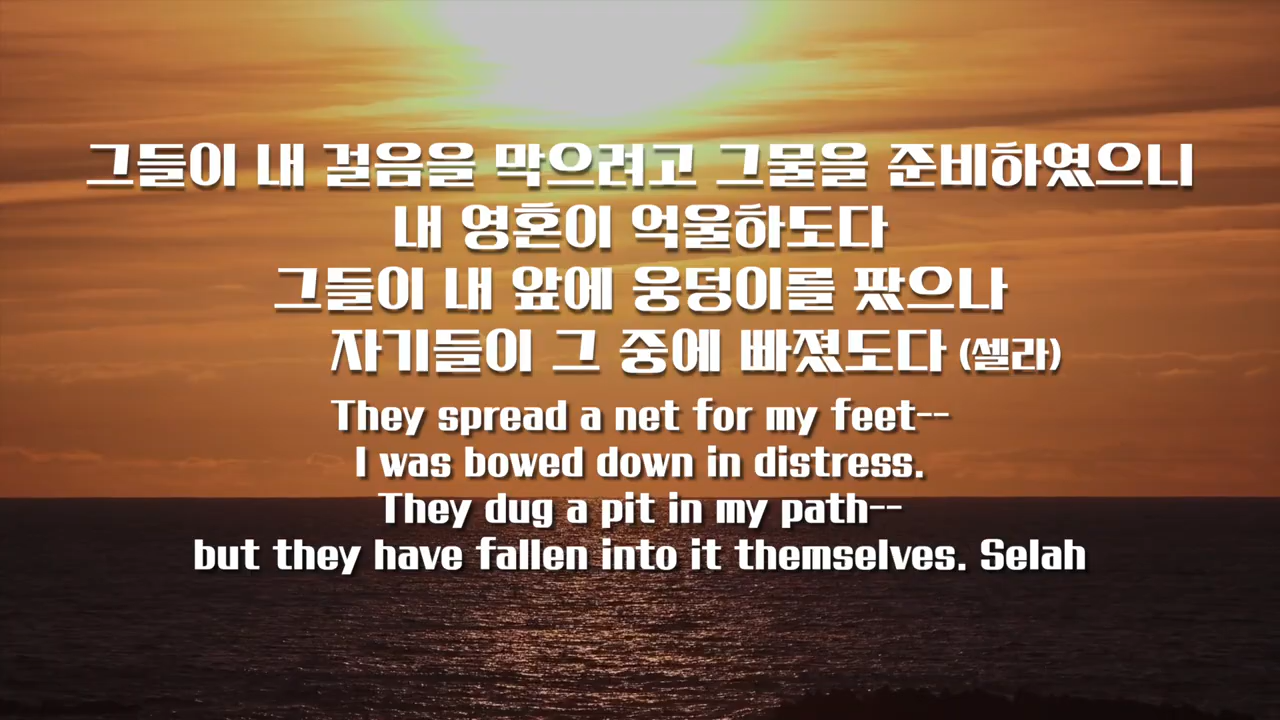 그들이 내 걸음을 막으려고 그물을 준비하였으니
내 영혼이 억울하도다
그들이 내 앞에 웅덩이를 팠으나
자기들이 그 중에 빠졌도다 (셀라)
They spread a net for my feet--
I was bowed down in distress.
They dug a pit in my path--
but they have fallen into it themselves. Selah